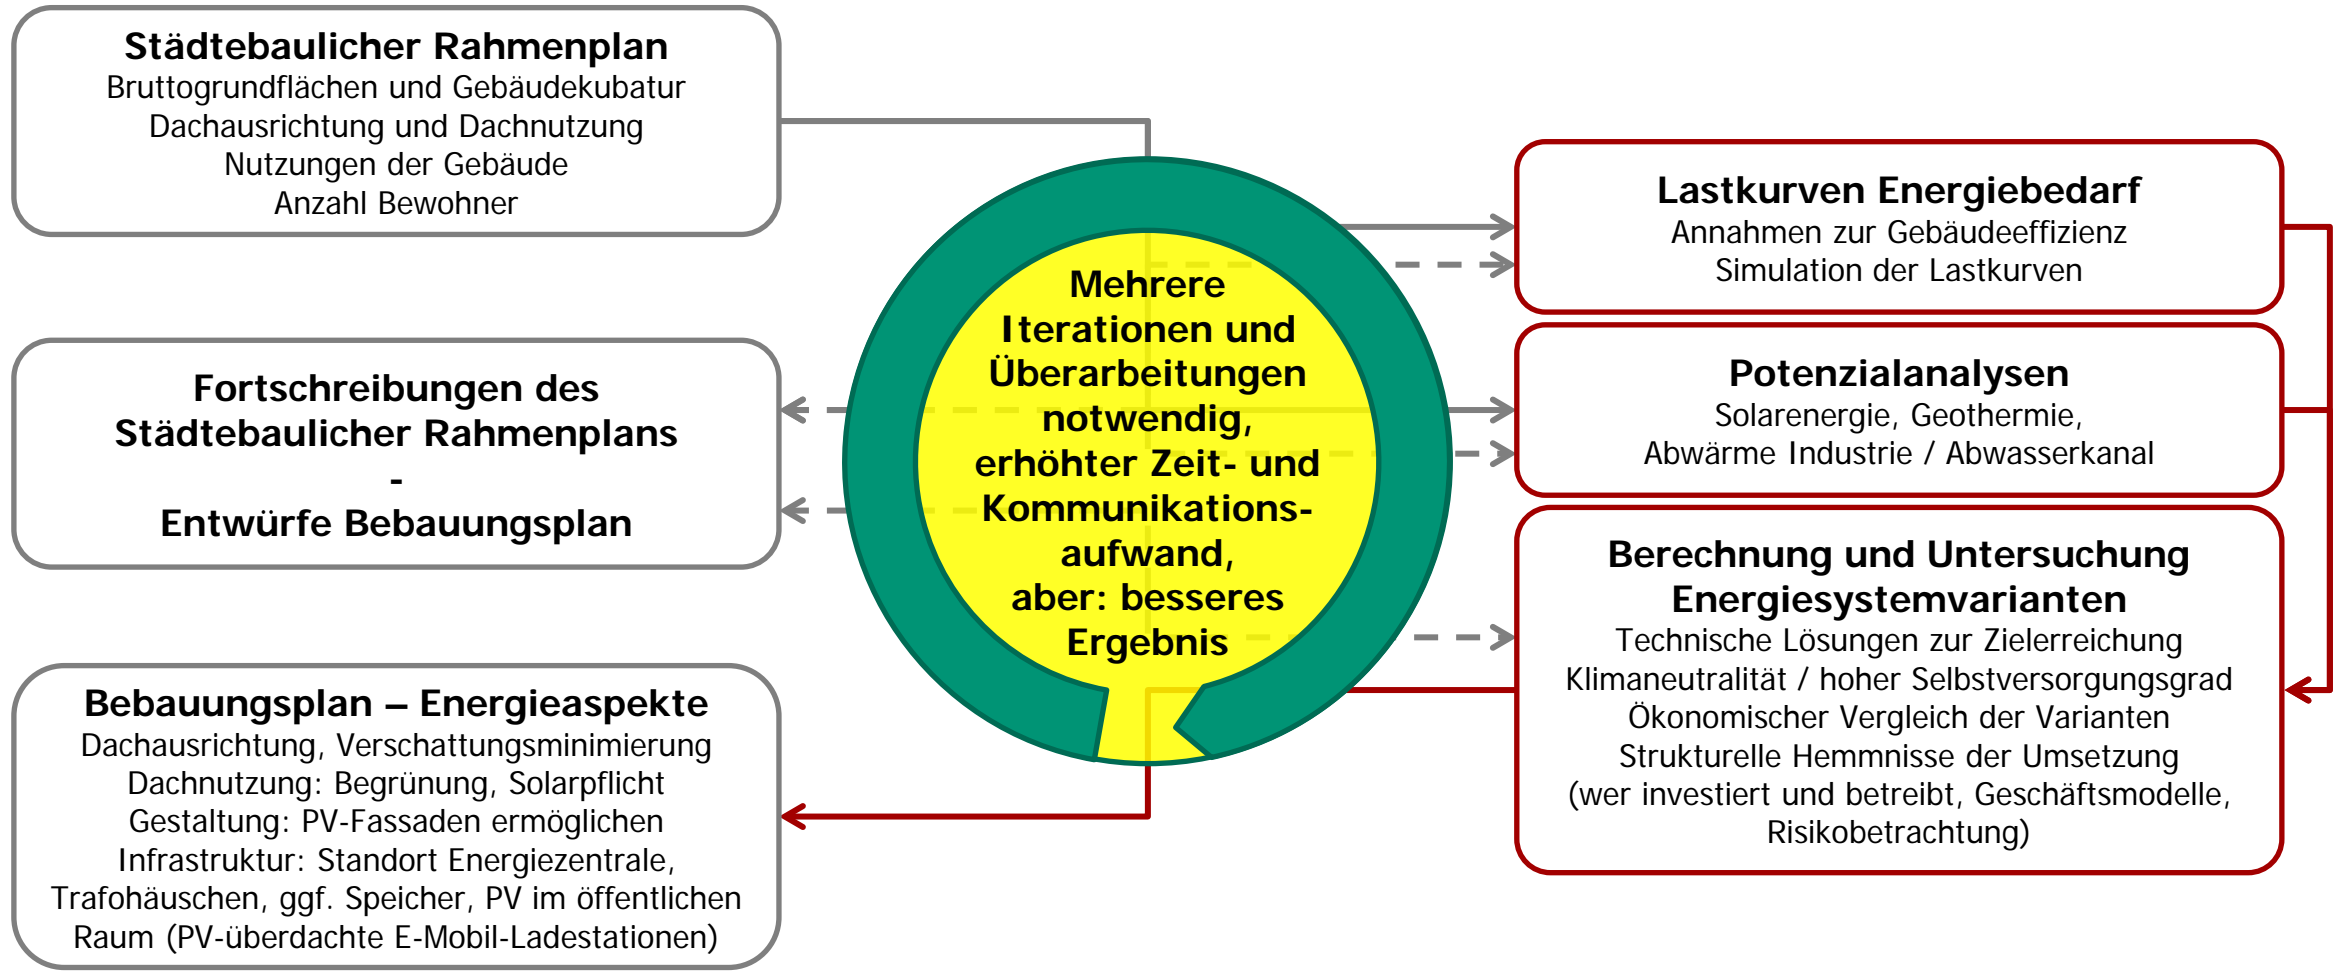 Städtebaulicher Rahmenplan
Bruttogrundflächen und Gebäudekubatur
Dachausrichtung und Dachnutzung
Nutzungen der Gebäude
Anzahl Bewohner
Fortschreibungen des
Städtebaulicher Rahmenplans
-
Entwürfe Bebauungsplan
Bebauungsplan – Energieaspekte
Dachausrichtung, Verschattungsminimierung
Dachnutzung: Begrünung, Solarpflicht
Gestaltung: PV-Fassaden ermöglichen
Infrastruktur: Standort Energiezentrale,
Trafohäuschen, ggf. Speicher, PV im öffentlichen
Raum (PV-überdachte E-Mobil-Ladestationen)
Mehrere
Iterationen und
Überarbeitungen
notwendig,
erhöhter Zeit- und
Kommunikations-
aufwand,
aber: besseres
Ergebnis
Lastkurven Energiebedarf
Annahmen zur Gebäudeeffizienz
Simulation der Lastkurven
Potenzialanalysen
Solarenergie, Geothermie,
Abwärme Industrie / Abwasserkanal
Berechnung und Untersuchung
Energiesystemvarianten
Technische Lösungen zur Zielerreichung
Klimaneutralität / hoher Selbstversorgungsgrad
Ökonomischer Vergleich der Varianten
Strukturelle Hemmnisse der Umsetzung
(wer investiert und betreibt, Geschäftsmodelle,
Risikobetrachtung)